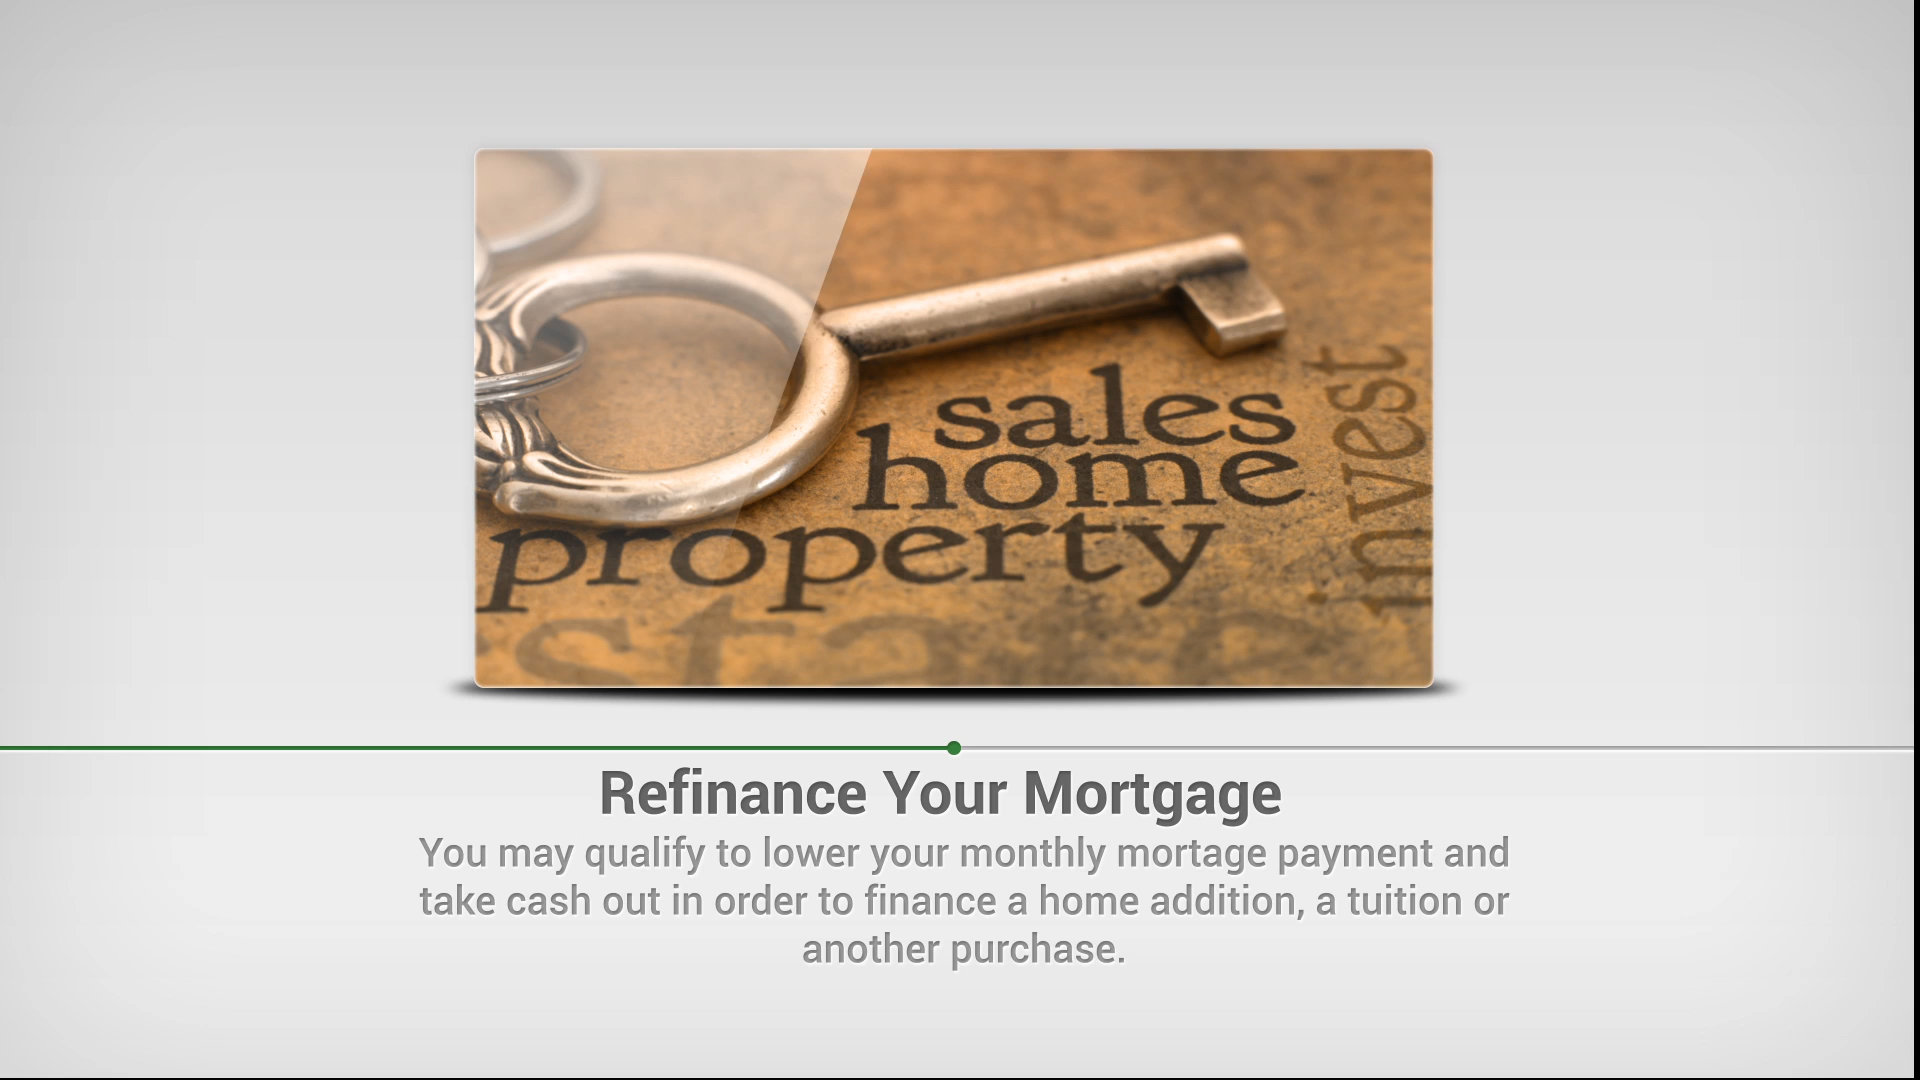 sales
home
property
invest
state
Refinance Your Mortgage
You may qualify to lower your monthly mortage payment and
take cash out in order to finance a home addition, a tuition or
another purchase.